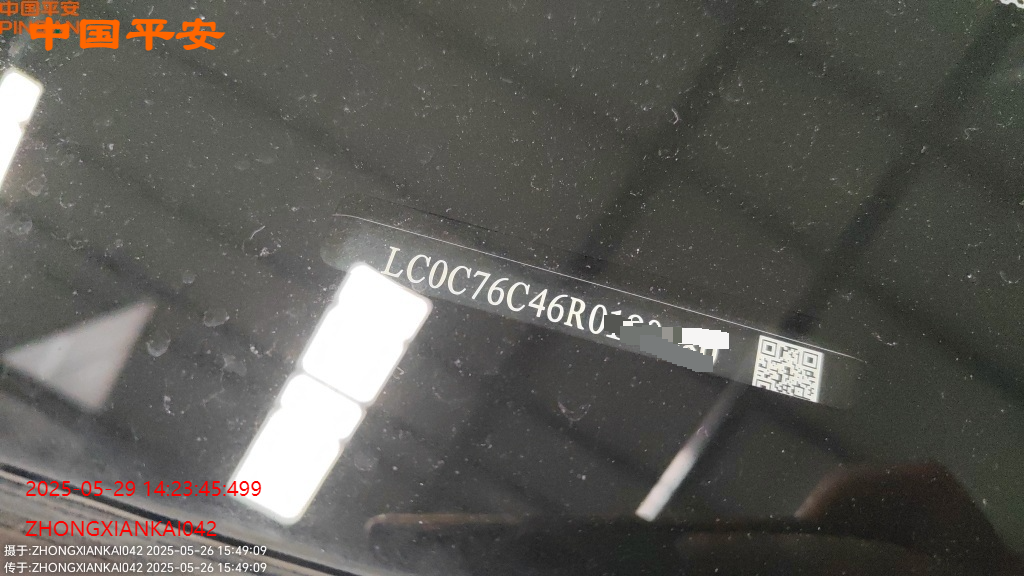 中国平安
PIN
中国平安
LC0C76C46R0
2025-05-29 14:23:45:499
ZHONGXIANKAI042
摄于:ZHONGXIANKAI042 2025-05-26 15:49:09
传于:ZHONGXIANKAI042 2025-05-26 15:49:09